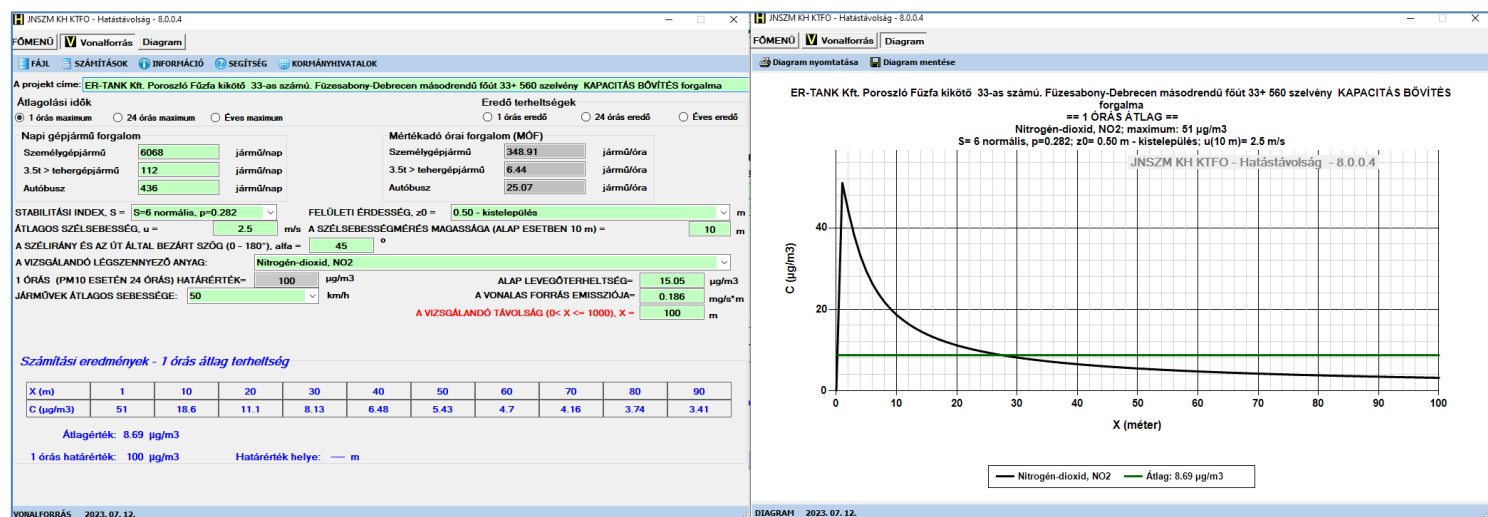 JNSZM KH KTFO - Hatástávolság - 8.0.0.4
FŐMENÜ Vonalforrás Diagram
FÁJL SZÁMÍTÁSOK INFORMÁCIÓ SEGÍTSÉG KORMÁNYHIVATALOK
A projekt címe: ER-TANK Kft. Poroszló Fűzfa kikötő 33-as számú. Füzesabony-Debrecen másodrendű főút 33+ 560 szelvény KAPACITÁS BŐVÍTÉS forgalma
Átlagolási idők Eredő terheltségek
1 órás maximum 24 órás maximum Éves maximum 1 órás eredő 24 órás eredő Éves eredő
Napi gépjármű forgalom Mértékadó órai forgalom (MÓF)
Személygépjármű 6068 jármű/nap Személygépjármű 348.91 jármű/óra
3.5t > tehergépjármű 112 jármű/nap 3.5t > tehergépjármű 6.44 jármű/óra
Autóbusz 436 jármű/nap Autóbusz 25.07 jármű/óra
STABILITÁSI INDEX, S = S=6 normális, p=0.282 FELÜLETI ÉRDESSÉG, z0 = 0.50 - kistelepülés m
ÁTLAGOS SZÉLSEBESSÉG, u = 2.5 m/s A SZÉLSEBESSÉGMÉRÉS MAGASSÁGA (ALAP ESETBEN 10 m) = 10 m
A SZÉLIRÁNY ÉS AZ ÚT ÁLTAL BEZÁRT SZÖG (0 - 180°), alfa = 45 °
A VIZSGÁLANDÓ LÉGSZENNYEZŐ ANYAG: Nitrogén-dioxid, NO2
1 ÓRÁS (PM10 ESETÉN 24 ÓRÁS) HATÁRÉRTÉK= 100 µg/m3 ALAP LEVEGŐTERHELTSÉG= 15.05 µg/m3
JÁRMŰVEK ÁTLAGOS SEBESSÉGE: 50 km/h A VONALAS FORRÁS EMISSZIÓJA= 0.186 mg/s*m
A VIZSGÁLANDÓ TÁVOLSÁG (0< X <= 1000), X = 100 m
Számítási eredmények - 1 órás átlag terheltség
X (m) 1 10 20 30 40 50 60 70 80 90
C (µg/m3) 51 18.6 11.1 8.13 6.48 5.43 4.7 4.16 3.74 3.41
Átlagérték: 8.69 µg/m3
1 órás határérték: 100 µg/m3 Határérték helye: --- m
VONALFORRÁS 2023. 07. 12.
JNSZM KH KTFO - Hatástávolság - 8.0.0.4
FŐMENÜ Vonalforrás Diagram
Diagram nyomtatása Diagram mentése
ER-TANK Kft. Poroszló Fűzfa kikötő 33-as számú. Füzesabony-Debrecen másodrendű főút 33+ 560 szelvény KAPACITÁS BŐVÍTÉS
forgalma
== 1 ÓRÁS ÁTLAG ==
Nitrogén-dioxid, NO2; maximum: 51 µg/m3
S= 6 normális, p=0.282; z0= 0.50 m - kistelepülés; u(10 m)= 2.5 m/s
JNSZM KH KTFO - Hatástávolság - 8.0.0.4
C (µg/m3)
40
20
0
0 10 20 30 40 50 60 70 80 90 100
X (méter)
Nitrogén-dioxid, NO2 Átlag: 8.69 µg/m3
DIAGRAM 2023. 07. 12.